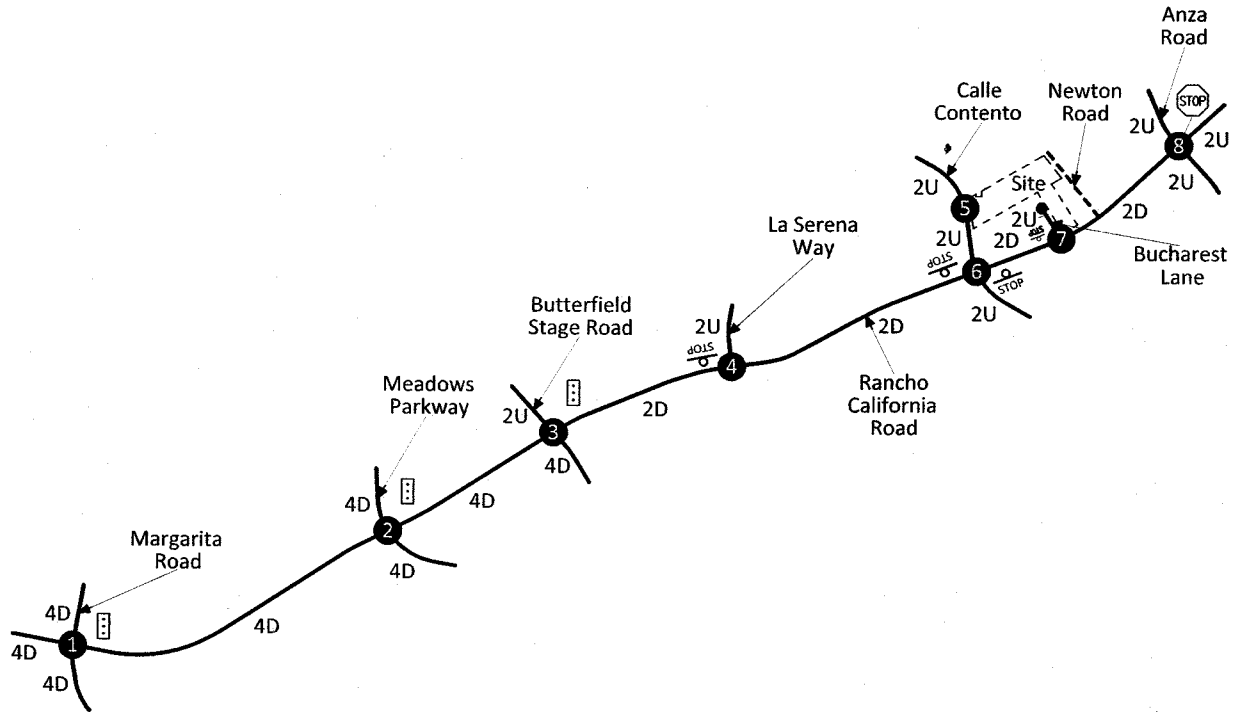 Anza
Road
STOP
Calle
Contento
Newton
Road
2U
2U
8
2U
2U
Site
5
2U
2D
La Serena
Way
2U
2D
STOP
7
Bucharest
Lane
STOP
6
STOP
Butterfield
Stage Road
2U
2U
STOP
4
2D
Meadows
Parkway
Rancho
California
Road
2U
3
2D
4D
4D
4D
2
4D
Margarita
Road
4D
4D
1
4D
4D